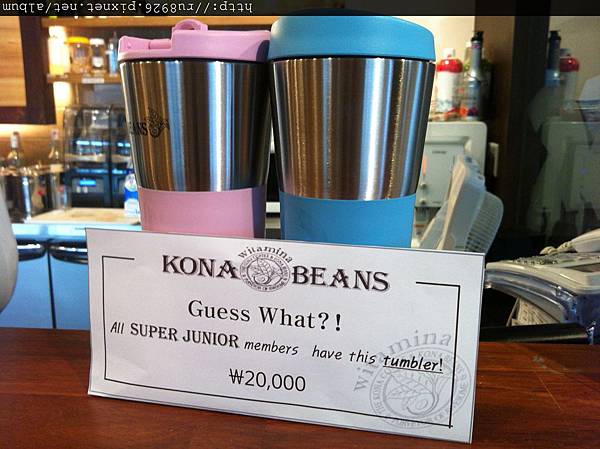 http://ru8926.pixnet.net/album
ANS
witamina
KONA BEANS
Guess What?!
All SUPER JUNIOR members have this tumbler!
₩20,000
witamina